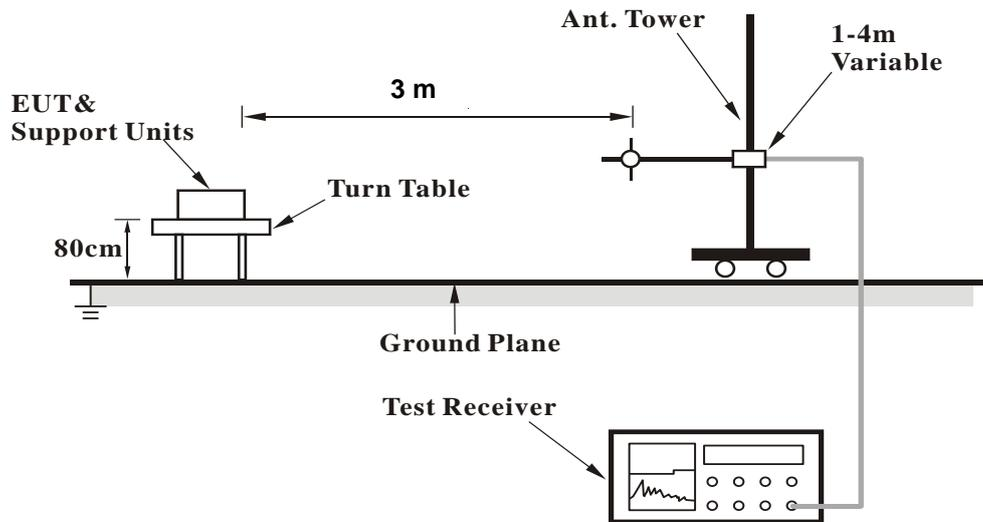 Ant. Tower
1-4m
Variable
3 m
EUT&
Support Units
Turn Table
80cm
Ground Plane
Test Receiver